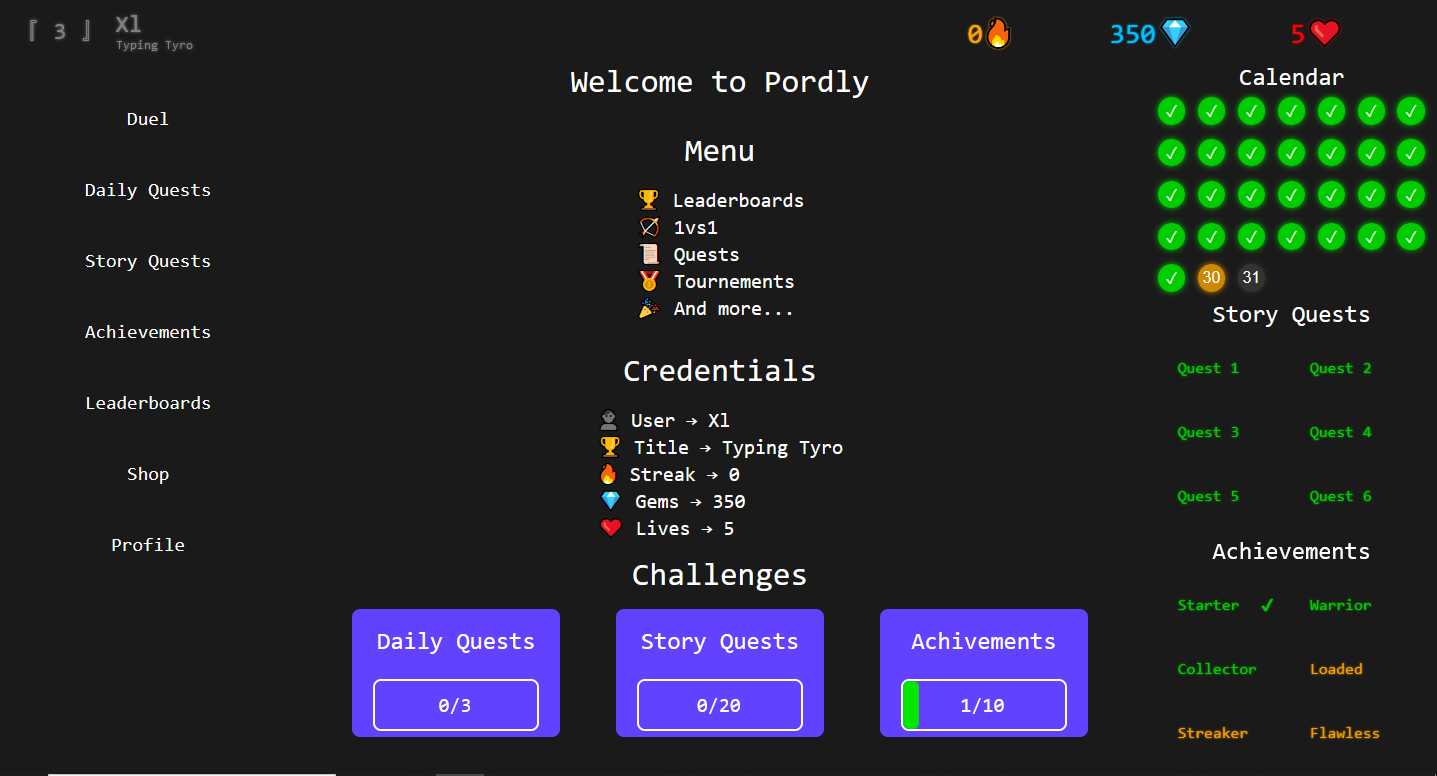 ⌈ 3 ⌋ Xl
Typing Tyro
0 350 5
Duel
Daily Quests
Story Quests
Achievements
Leaderboards
Shop
Profile
Welcome to Pordly
Menu
Leaderboards
1vs1
Quests
Tournements
And more...
Credentials
User → Xl
Title → Typing Tyro
Streak → 0
Gems → 350
Lives → 5
Challenges
Daily Quests
0/3
Story Quests
0/20
Achivements
1/10
Calendar
✓ ✓ ✓ ✓ ✓ ✓ ✓
✓ ✓ ✓ ✓ ✓ ✓ ✓
✓ ✓ ✓ ✓ ✓ ✓ ✓
✓ ✓ ✓ ✓ ✓ ✓ ✓
✓ 30 31
Story Quests
Quest 1 Quest 2
Quest 3 Quest 4
Quest 5 Quest 6
Achievements
Starter ✓ Warrior
Collector Loaded
Streaker Flawless